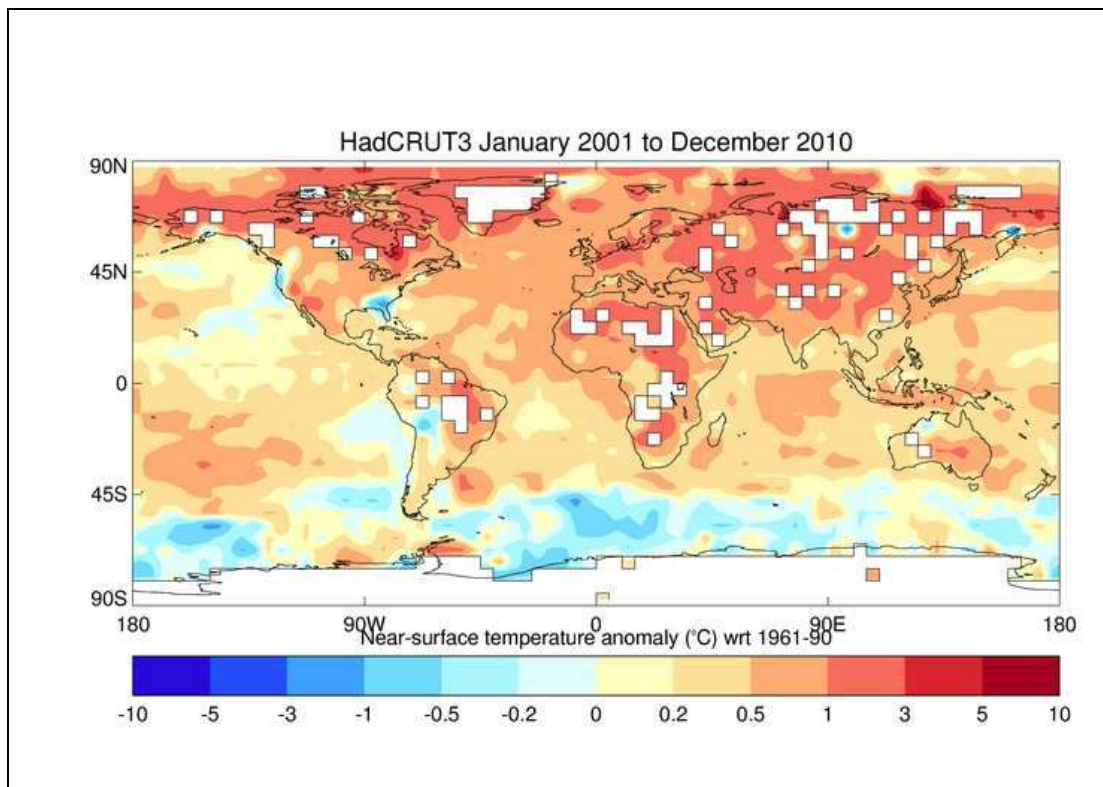 HadCRUT3 January 2001 to December 2010
90N
45N
0
45S
90S
180 90W 0 90E 180
Near-surface temperature anomaly (°C) wrt 1961-90
-10 -5 -3 -1 -0.5 -0.2 0 0.2 0.5 1 3 5 10